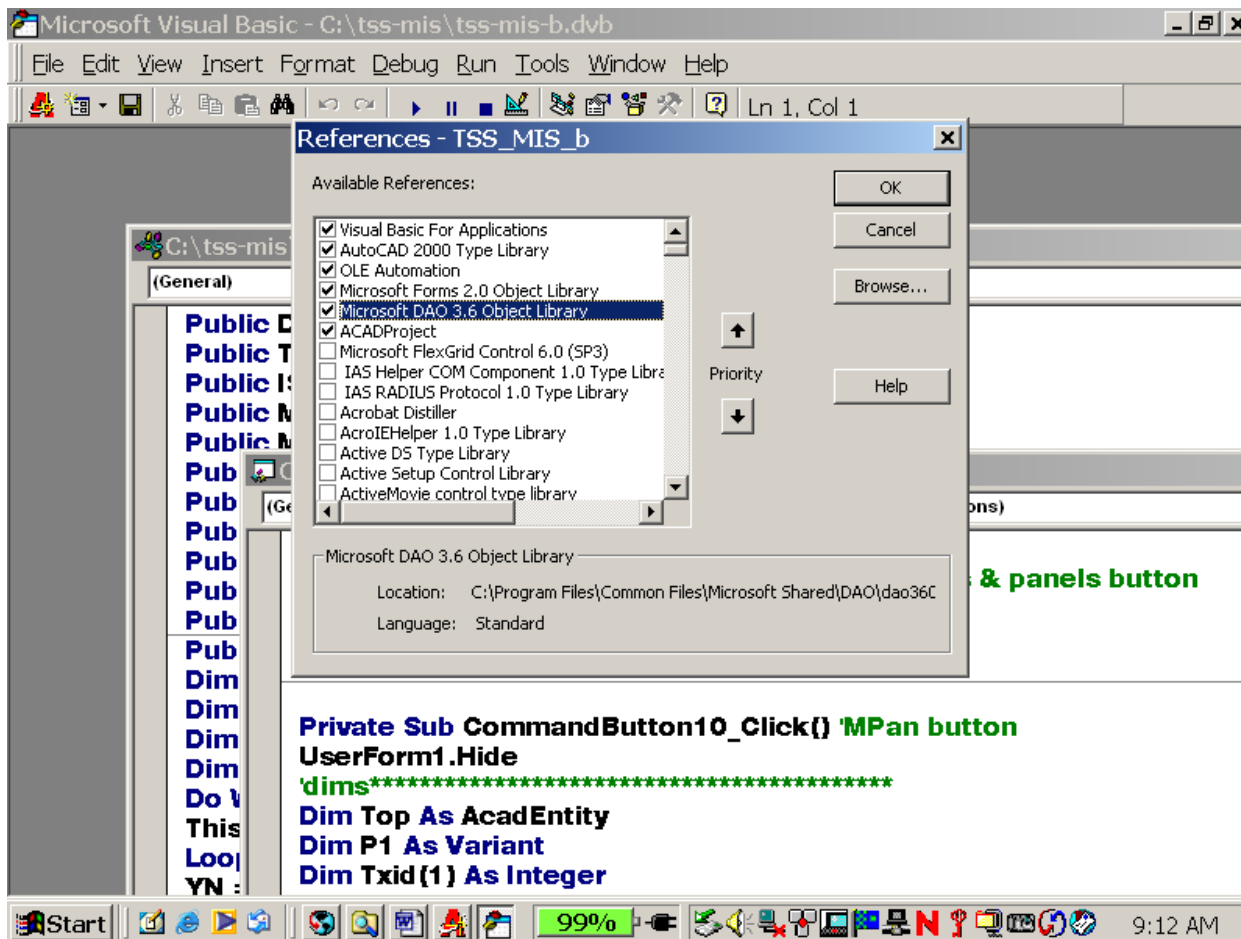 Microsoft Visual Basic - C:\tss-mis\tss-mis-b.dvb
File Edit View Insert Format Debug Run Tools Window Help
Ln 1, Col 1
References - TSS_MIS_b
Available References:
OK
Cancel
Browse...
Priority
Help
Visual Basic For Applications
AutoCAD 2000 Type Library
OLE Automation
Microsoft Forms 2.0 Object Library
Microsoft DAO 3.6 Object Library
ACADProject
Microsoft FlexGrid Control 6.0 (SP3)
IAS Helper COM Component 1.0 Type Libra
IAS RADIUS Protocol 1.0 Type Library
Acrobat Distiller
AcroIEHelper 1.0 Type Library
Active DS Type Library
Active Setup Control Library
ActiveMovie control type library
Microsoft DAO 3.6 Object Library
Location: C:\Program Files\Common Files\Microsoft Shared\DAO\dao360
Language: Standard
C:\tss-mis\
(General)
Public
Public
Public
Public
Public
Pub
Pub
Pub
Pub
Pub
Pub
Pub
Dim
Dim
Dim
Dim
Do
This
Loop
YN =
ons)
& panels button
Private Sub CommandButton10_Click() 'MPan button
UserForm1.Hide
'dims******************************************
Dim Top As AcadEntity
Dim P1 As Variant
Dim Txid(1) As Integer
Start
99%
9:12 AM